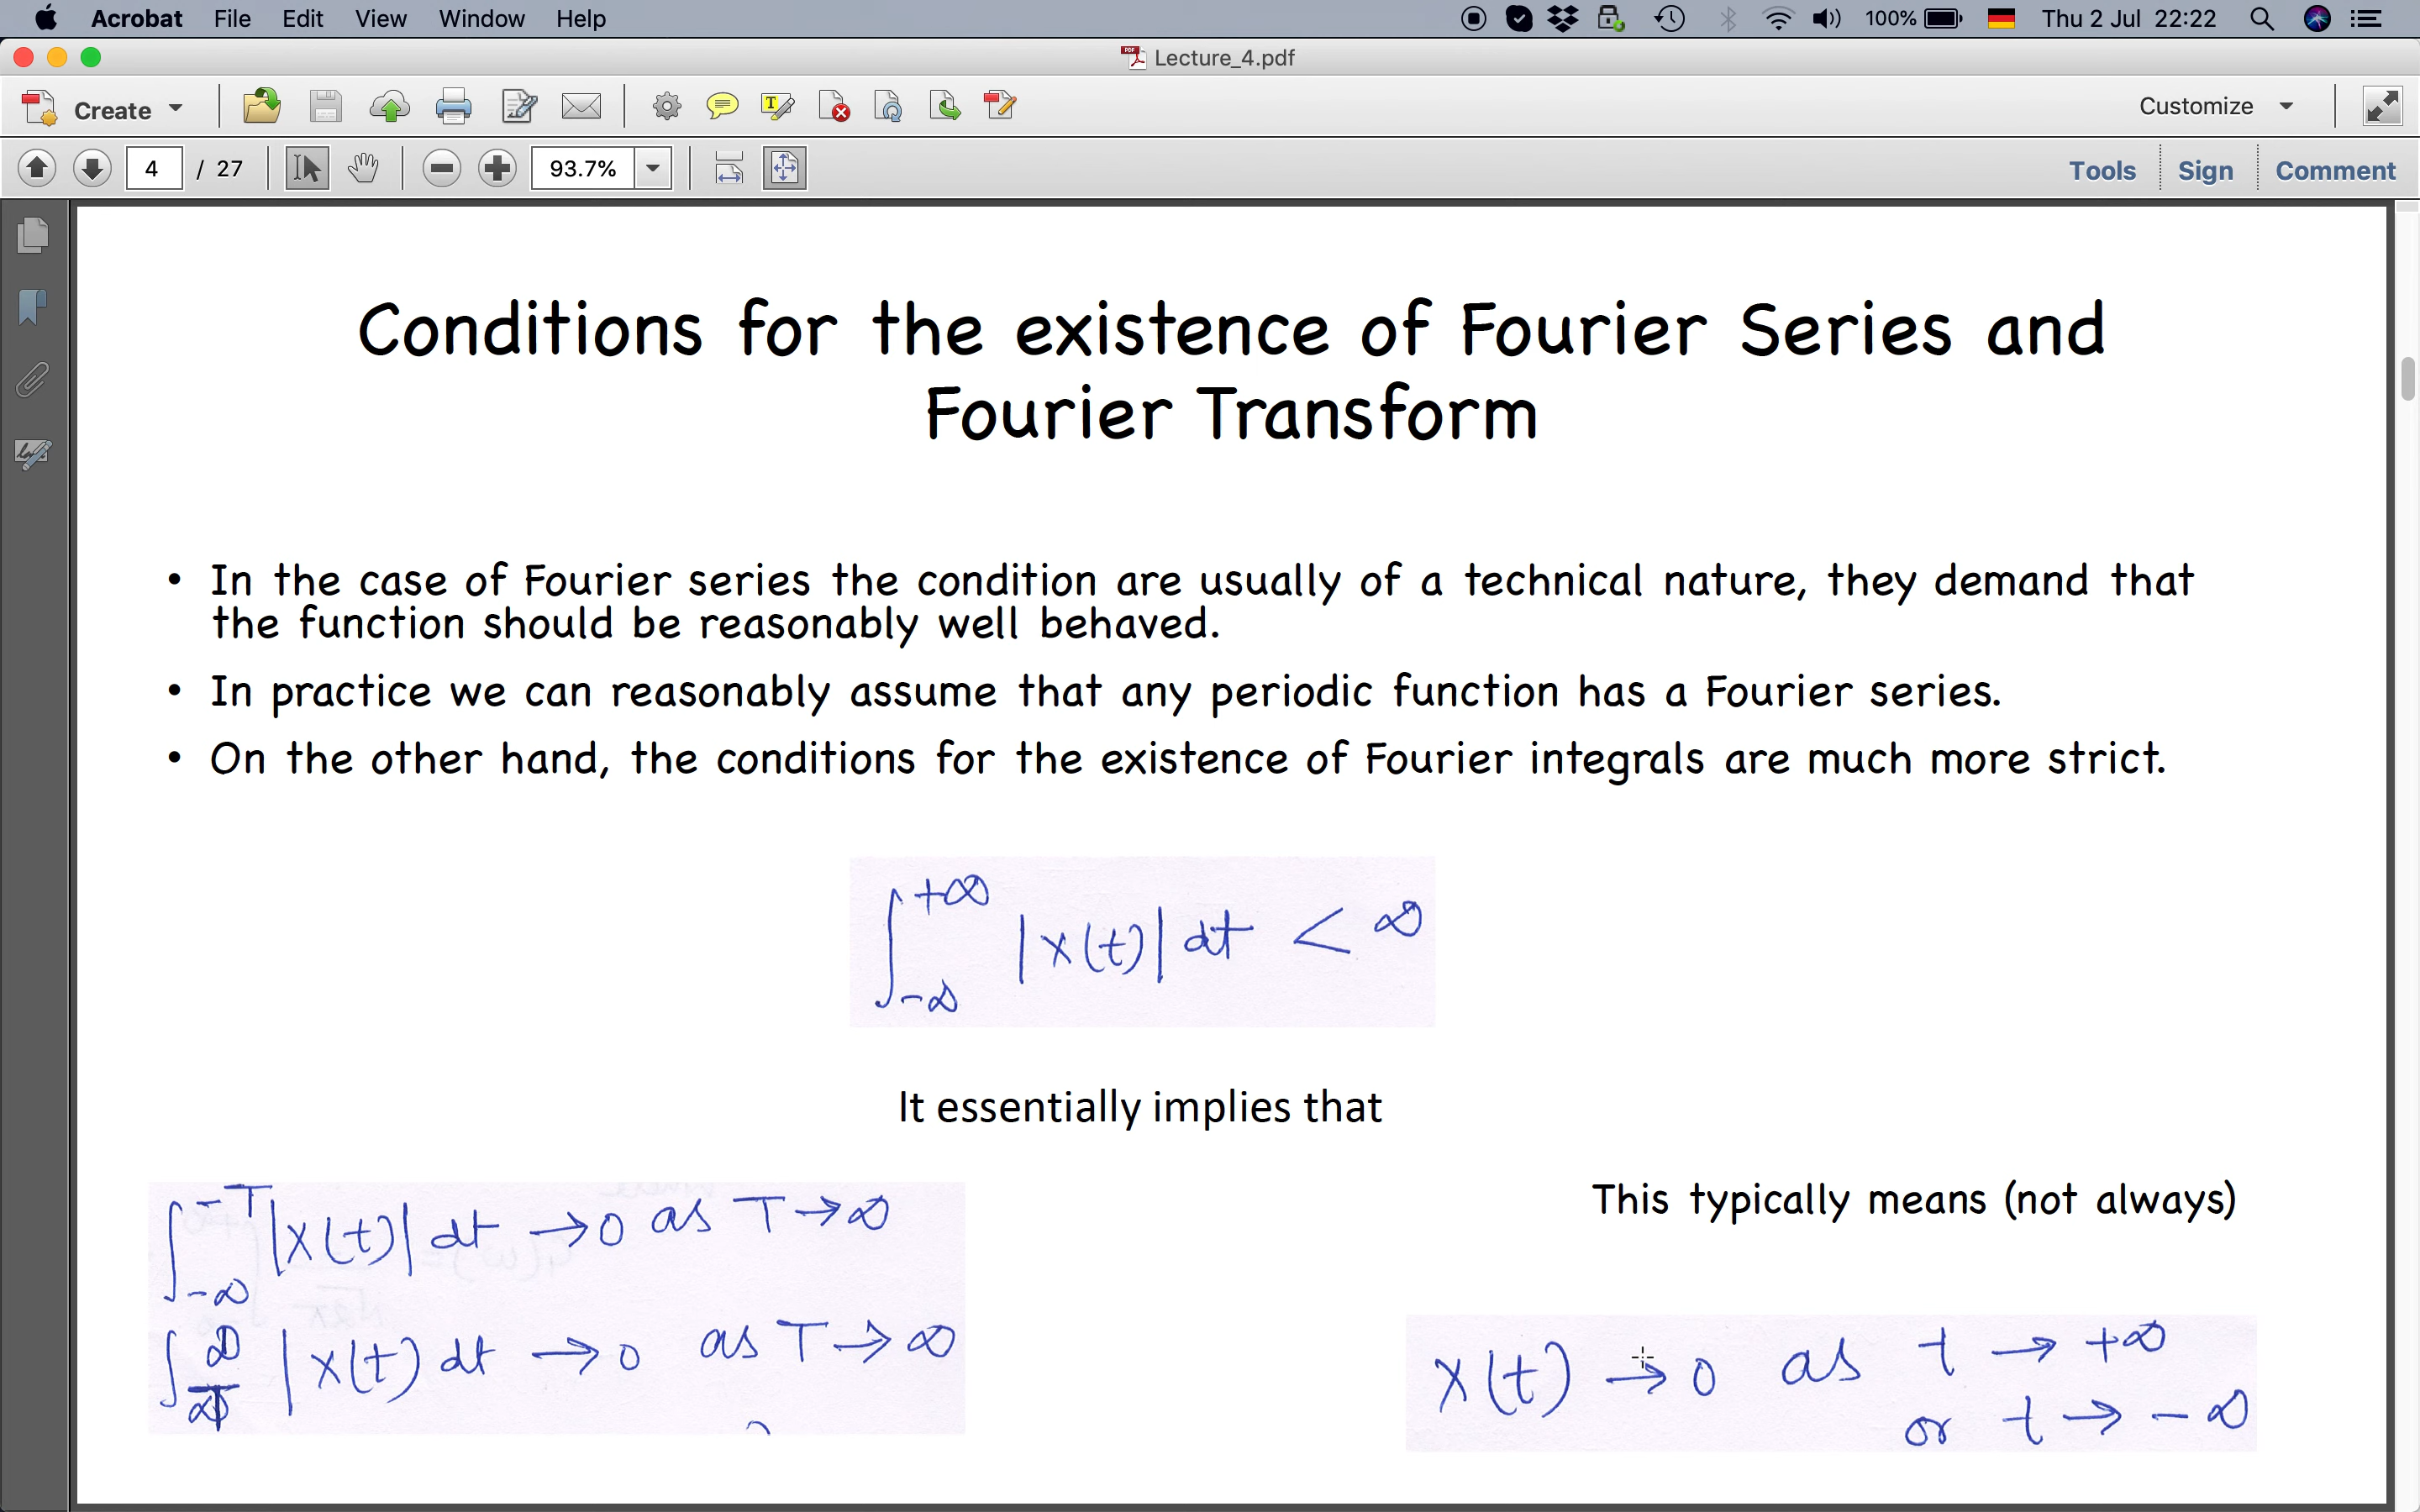 Acrobat File Edit View Window Help 100% Thu 2 Jul 22:22
Lecture_4.pdf
Create Customize
4 / 27 93.7% Tools Sign Comment
Conditions for the existence of Fourier Series and
Fourier Transform
• In the case of Fourier series the condition are usually of a technical nature, they demand that
the function should be reasonably well behaved.
• In practice we can reasonably assume that any periodic function has a Fourier series.
• On the other hand, the conditions for the existence of Fourier integrals are much more strict.
∫_{-∞}^{+∞} |x(t)| dt < ∞
It essentially implies that
∫_{-∞}^{-T} |x(t)| dt → 0 as T → ∞
∫_{T}^{∞} |x(t) dt → 0 as T → ∞
This typically means (not always)
x(t) → 0 as t → +∞
or t → -∞